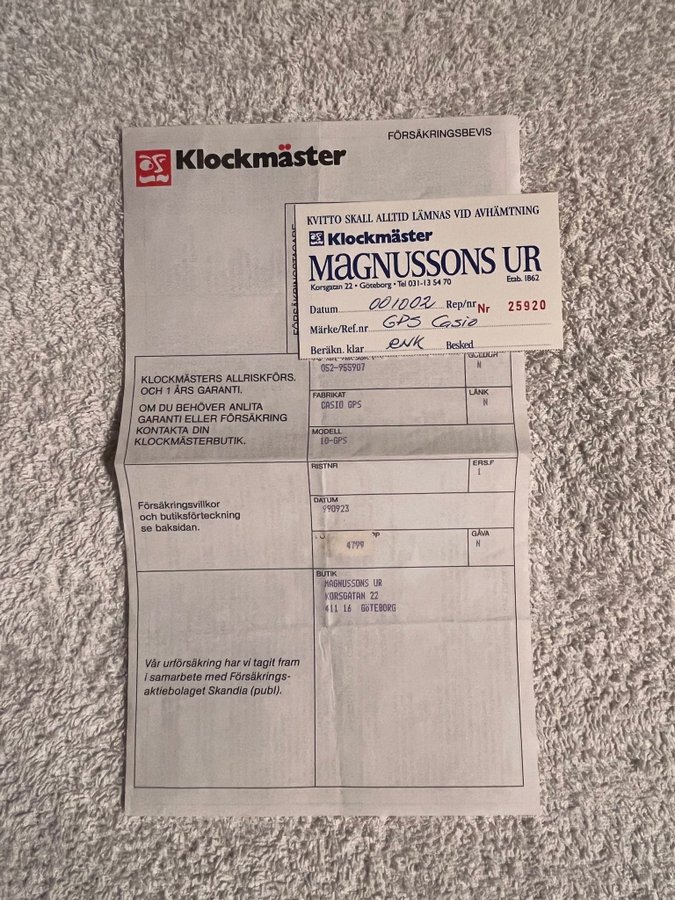 FÖRSÄKRINGSBEVIS
Klockmäster
KVITTO SKALL ALLTID LÄMNAS VID AVHÄMTNING
Klockmäster
MAGNUSSONS UR
Korsgatan 22 • Göteborg • Tel 031-13 54 70 Etab. 1862
Datum 001002 Rep/nr Nr 25920
Märke/Ref.nr GPS Casio
Beräkn. klar enk Besked
052-955907 N
KLOCKMÄSTERS ALLRISKFÖRS.
OCH 1 ÅRS GARANTI.
OM DU BEHÖVER ANLITA
GARANTI ELLER FÖRSÄKRING
KONTAKTA DIN
KLOCKMÄSTERBUTIK.
FABRIKAT LÄNK
CASIO GPS N
MODELL
10-GPS
RISTNR ERS.F
1
Försäkringsvillkor
och butiksförteckning
se baksidan.
DATUM
990923
GÅVA
4799 N
BUTIK
MAGNUSSONS UR
KORSGATAN 22
411 16 GöTEBORG
Vår urförsäkring har vi tagit fram
i samarbete med Försäkrings-
aktiebolaget Skandia (publ).